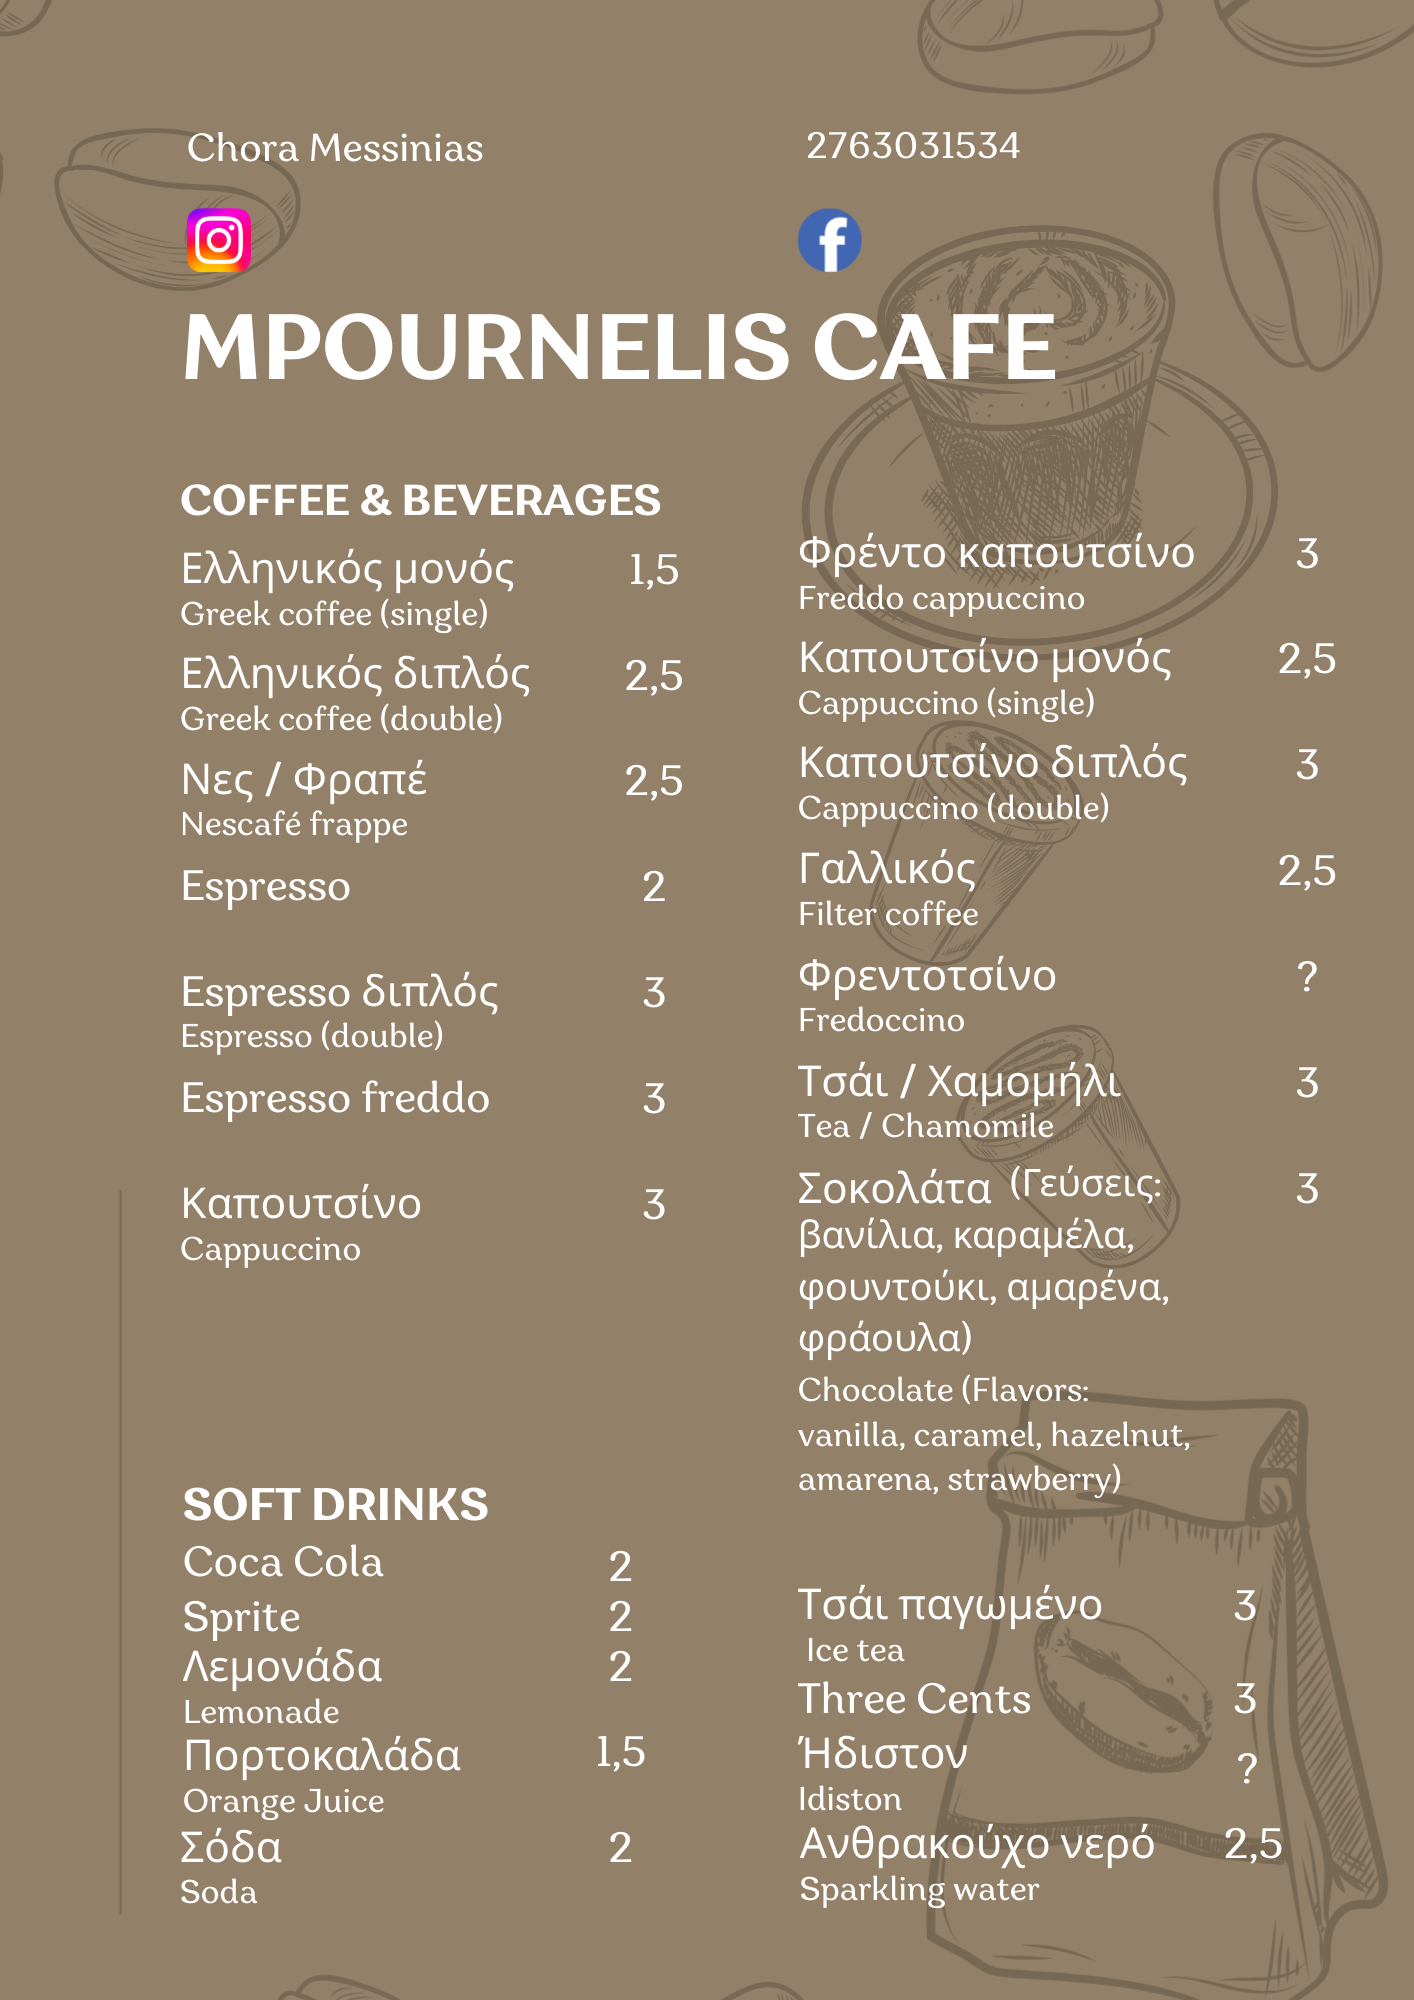 Chora Messinias
2763031534
MPOURNELIS CAFE
COFFEE & BEVERAGES
Ελληνικός μονός 1,5
Greek coffee (single)
Ελληνικός διπλός 2,5
Greek coffee (double)
Νες / Φραπέ 2,5
Nescafé frappe
Espresso 2
Espresso διπλός 3
Espresso (double)
Espresso freddo 3
Καπουτσίνο 3
Cappuccino
Φρέντο καπουτσίνο 3
Freddo cappuccino
Καπουτσίνο μονός 2,5
Cappuccino (single)
Καπουτσίνο διπλός 3
Cappuccino (double)
Γαλλικός 2,5
Filter coffee
Φρεντοτσίνο ?
Fredoccino
Τσάι / Χαμομήλι 3
Tea / Chamomile
Σοκολάτα (Γεύσεις: 3
βανίλια, καραμέλα,
φουντούκι, αμαρένα,
φράουλα)
Chocolate (Flavors:
vanilla, caramel, hazelnut,
amarena, strawberry)
SOFT DRINKS
Coca Cola 2
Sprite 2
Λεμονάδα 2
Lemonade
Πορτοκαλάδα 1,5
Orange Juice
Σόδα 2
Soda
Τσάι παγωμένο 3
Ice tea
Three Cents 3
Ήδιστον ?
Idiston
Ανθρακούχο νερό 2,5
Sparkling water